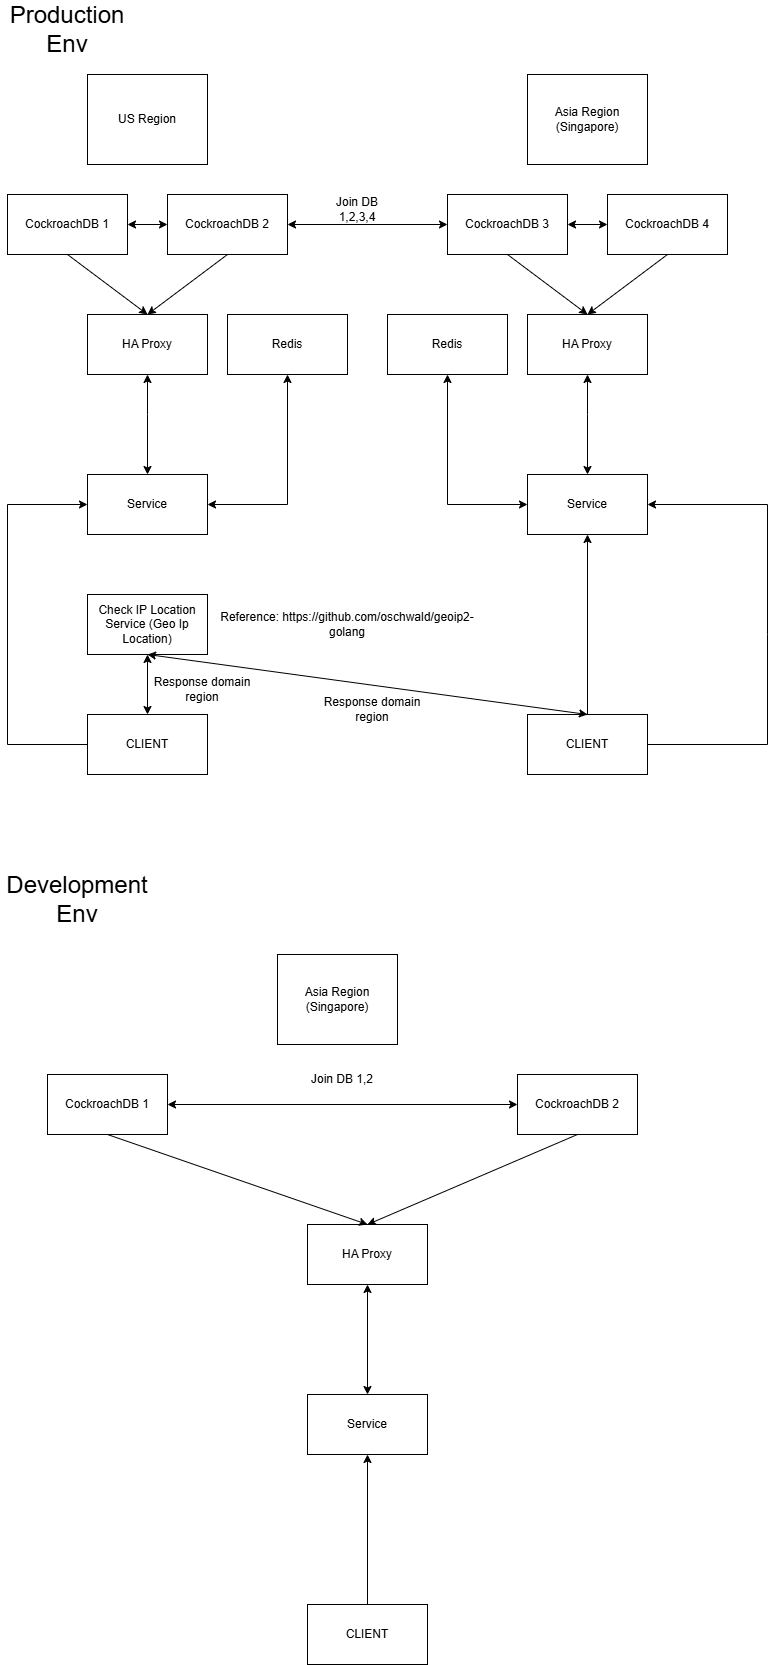 Production
Env
US Region
Asia Region
(Singapore)
CockroachDB 1
CockroachDB 2
Join DB
1,2,3,4
CockroachDB 3
CockroachDB 4
HA Proxy
Redis
Redis
HA Proxy
Service
Service
Check IP Location
Service (Geo Ip
Location)
Reference: https://github.com/oschwald/geoip2-
golang
Response domain
region
Response domain
region
CLIENT
CLIENT
Development
Env
Asia Region
(Singapore)
Join DB 1,2
CockroachDB 1
CockroachDB 2
HA Proxy
Service
CLIENT